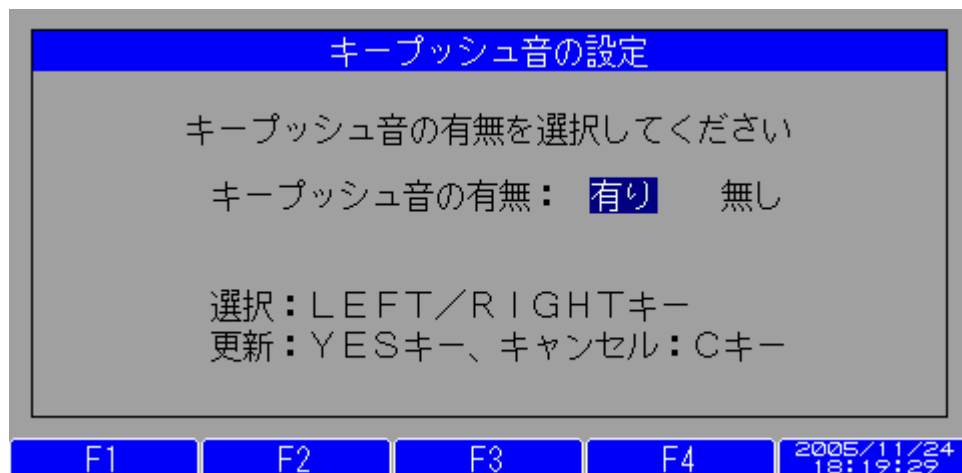 キープッシュ音の設定
キープッシュ音の有無を選択してください
キープッシュ音の有無： 有り 無し
選択：ＬＥＦＴ／ＲＩＧＨＴキー
更新：ＹＥＳキー、キャンセル：Ｃキー
F1 F2 F3 F4 2005/11/24
18:19:29